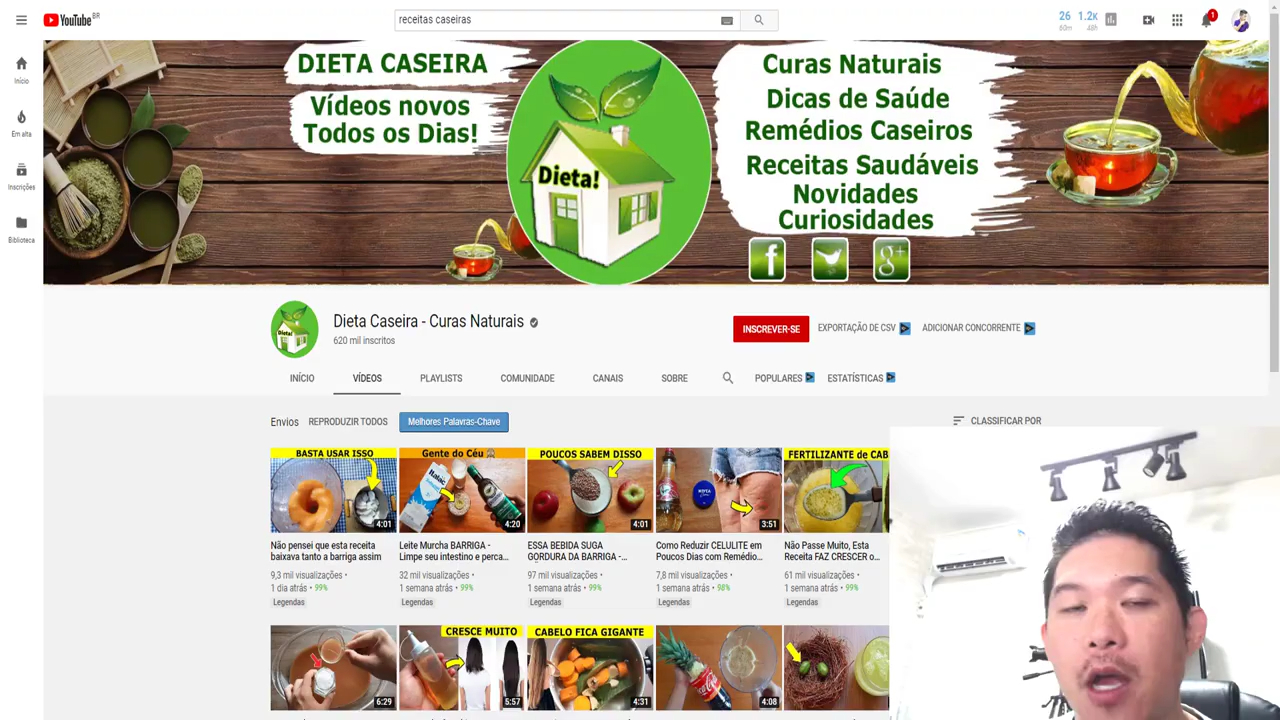 YouTube BR
receitas caseiras
26
60m
1.2K
48h
1
Início
Em alta
Inscrições
Biblioteca
DIETA CASEIRA
Vídeos novos
Todos os Dias!
Dieta!
Curas Naturais
Dicas de Saúde
Remédios Caseiros
Receitas Saudáveis
Novidades
Curiosidades
f
g+
Dieta!
Dieta Caseira - Curas Naturais
620 mil inscritos
INSCREVER-SE
EXPORTAÇÃO DE CSV
ADICIONAR CONCORRENTE
INÍCIO
VÍDEOS
PLAYLISTS
COMUNIDADE
CANAIS
SOBRE
POPULARES
ESTATÍSTICAS
Envios
REPRODUZIR TODOS
Melhores Palavras-Chave
CLASSIFICAR POR
BASTA USAR ISSO
4:01
Não pensei que esta receita
baixava tanto a barriga assim
9,3 mil visualizações •
1 dia atrás • 99%
Legendas
Gente do Céu
4:20
Leite Murcha BARRIGA -
Limpe seu intestino e perca...
32 mil visualizações •
1 semana atrás • 99%
Legendas
POUCOS SABEM DISSO
4:01
ESSA BEBIDA SUGA
GORDURA DA BARRIGA -...
97 mil visualizações •
1 semana atrás • 99%
Legendas
NIVEA
3:51
Como Reduzir CELULITE em
Poucos Dias com Remédio...
7,8 mil visualizações •
1 semana atrás • 98%
Legendas
FERTILIZANTE de CAB
Não Passe Muito, Esta
Receita FAZ CRESCER o...
61 mil visualizações •
1 semana atrás • 99%
Legendas
6:29
CRESCE MUITO
5:57
CABELO FICA GIGANTE
4:31
Coca-Cola
4:08